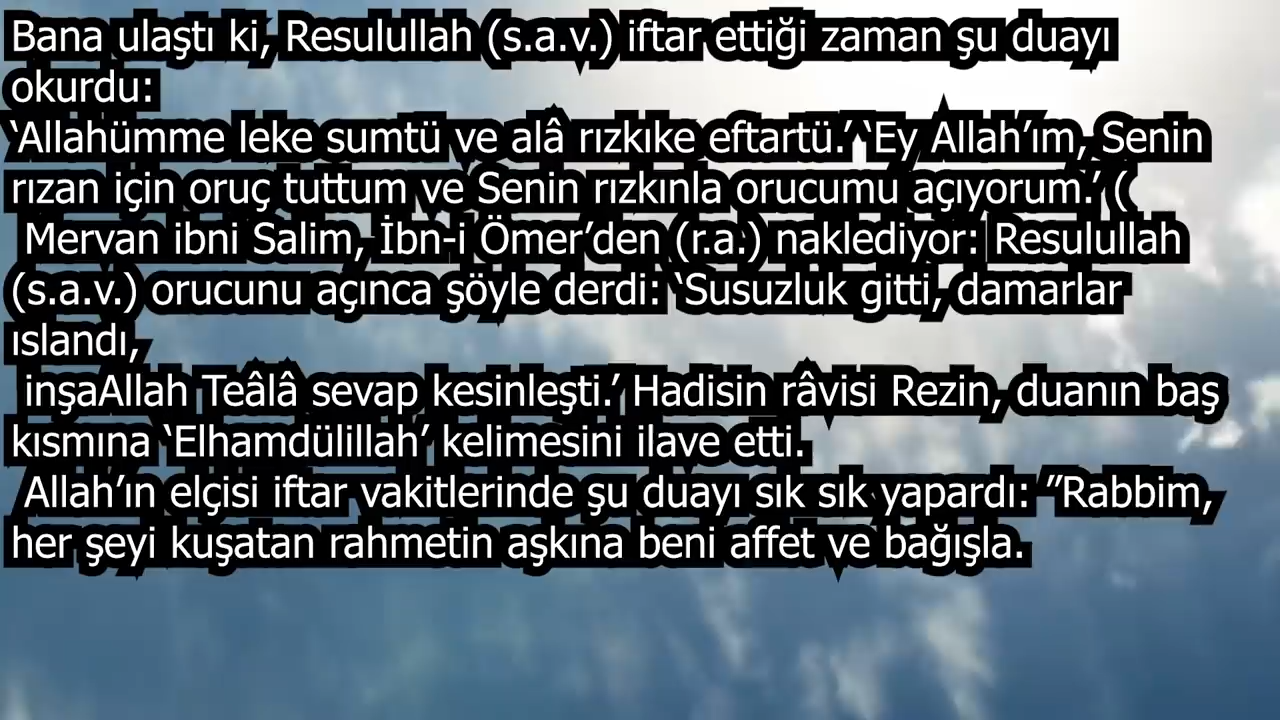 Bana ulaştı ki, Resulullah (s.a.v.) iftar ettiği zaman şu duayı
okurdu:
‘Allahümme leke sumtü ve alâ rızkıke eftartü.’ ‘Ey Allah’ım, Senin
rızan için oruç tuttum ve Senin rızkınla orucumu açıyorum.’ (
Mervan ibni Salim, İbn-i Ömer’den (r.a.) naklediyor: Resulullah
(s.a.v.) orucunu açınca şöyle derdi: ‘Susuzluk gitti, damarlar
ıslandı,
inşaAllah Teâlâ sevap kesinleşti.’ Hadisin râvisi Rezin, duanın baş
kısmına ‘Elhamdülillah’ kelimesini ilave etti.
Allah’ın elçisi iftar vakitlerinde şu duayı sık sık yapardı: ”Rabbim,
her şeyi kuşatan rahmetin aşkına beni affet ve bağışla.